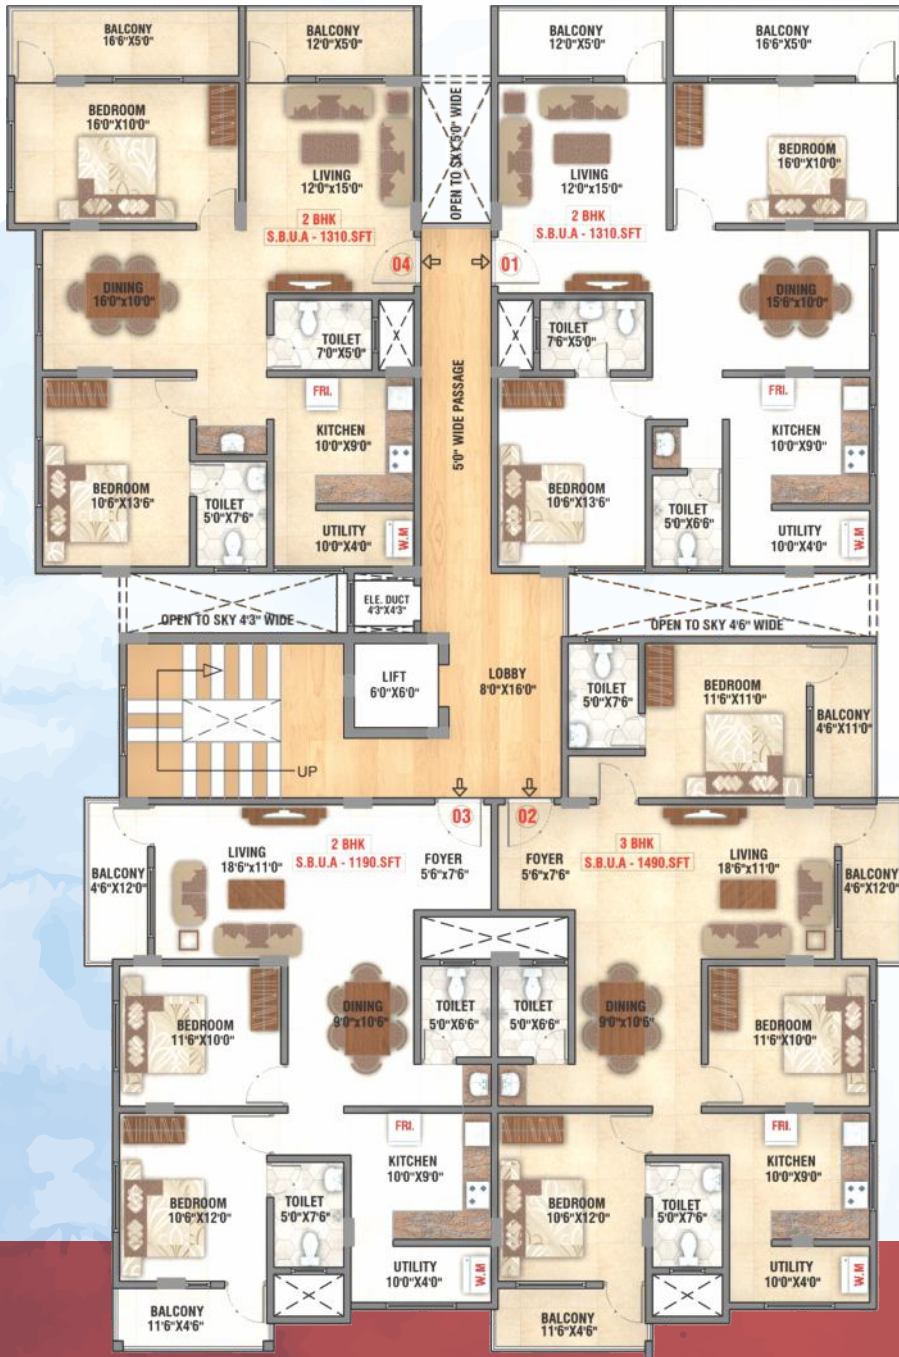 BALCONY
16'6"X5'0"
BALCONY
12'0"X5'0"
BALCONY
12'0"X5'0"
BALCONY
16'6"X5'0"
BEDROOM
16'0"X10'0"
LIVING
12'0"x15'0"
OPEN TO SKY 5'0" WIDE
LIVING
12'0"x15'0"
BEDROOM
16'0"X10'0"
2 BHK
S.B.U.A - 1310.SFT
2 BHK
S.B.U.A - 1310.SFT
04
01
DINING
16'0"x10'0"
DINING
15'6"x10'0"
TOILET
7'0"X5'0"
X
X
TOILET
7'6"X5'0"
5'0" WIDE PASSAGE
FRI.
KITCHEN
10'0"X9'0"
FRI.
KITCHEN
10'0"X9'0"
BEDROOM
10'6"X13'6"
TOILET
5'0"X7'6"
BEDROOM
10'6"X13'6"
TOILET
5'0"X6'6"
UTILITY
10'0"X4'0"
W.M
UTILITY
10'0"X4'0"
W.M
OPEN TO SKY 4'3" WIDE
ELE. DUCT
4'3"X4'3"
OPEN TO SKY 4'6" WIDE
LIFT
6'0"X6'0"
LOBBY
8'0"X16'0"
TOILET
5'0"X7'6"
BEDROOM
11'6"X11'0"
BALCONY
4'6"X11'0"
UP
03
02
2 BHK
S.B.U.A - 1190.SFT
3 BHK
S.B.U.A - 1490.SFT
BALCONY
4'6"X12'0"
LIVING
18'6"x11'0"
FOYER
5'6"x7'6"
FOYER
5'6"x7'6"
LIVING
18'6"x11'0"
BALCONY
4'6"X12'0"
BEDROOM
11'6"X10'0"
DINING
9'0"x10'6"
TOILET
5'0"X6'6"
TOILET
5'0"X6'6"
DINING
9'0"x10'6"
BEDROOM
11'6"X10'0"
FRI.
KITCHEN
10'0"X9'0"
FRI.
KITCHEN
10'0"X9'0"
BEDROOM
10'6"X12'0"
TOILET
5'0"X7'6"
BEDROOM
10'6"X12'0"
TOILET
5'0"X7'6"
UTILITY
10'0"X4'0"
W.M
UTILITY
10'0"X4'0"
W.M
BALCONY
11'6"X4'6"
BALCONY
11'6"X4'6"